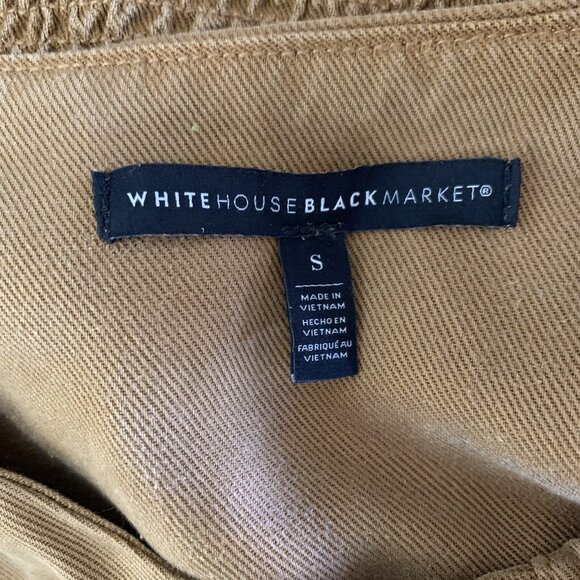 WHITEHOUSEBLACKMARKET®
S
MADE IN
VIETNAM
HECHO EN
VIETNAM
FABRIQUÉ AU
VIETNAM